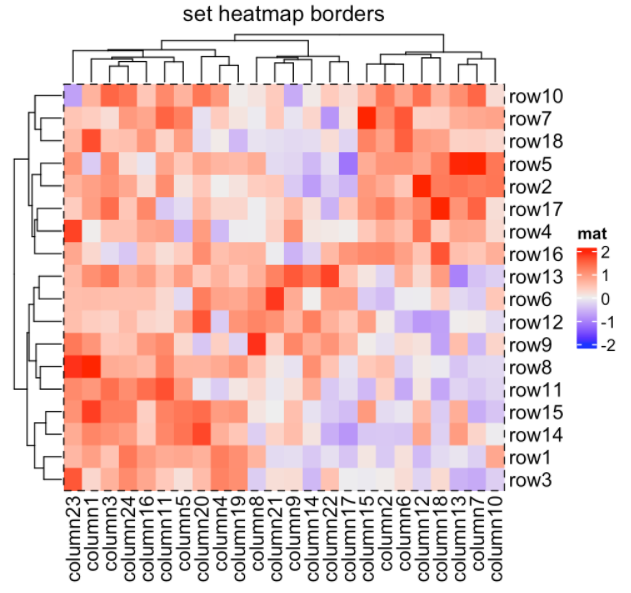 set heatmap borders
row10
row7
row18
row5
row2
row17
row4
row16
row13
row6
row12
row9
row8
row11
row15
row14
row1
row3
mat
2
1
0
-1
-2
column23
column1
column3
column24
column16
column11
column5
column20
column4
column19
column8
column21
column9
column14
column22
column17
column15
column2
column6
column12
column18
column13
column7
column10